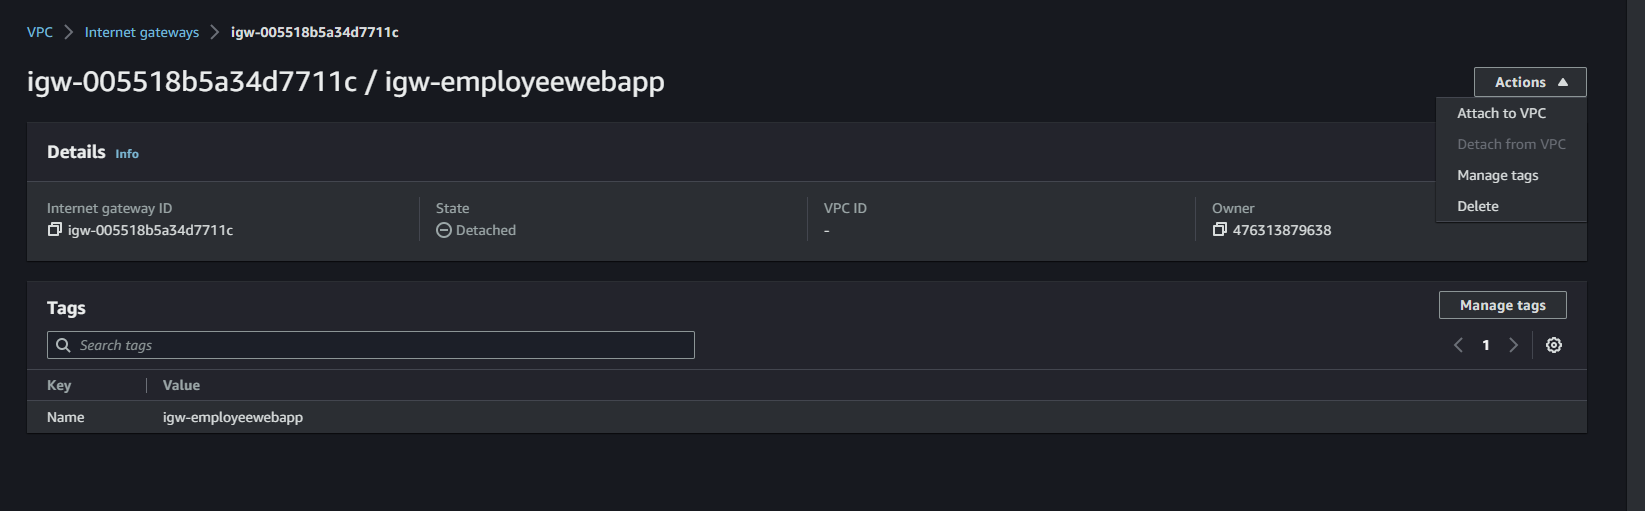 VPC > Internet gateways > igw-005518b5a34d7711c
igw-005518b5a34d7711c / igw-employeewebapp
Actions
Attach to VPC
Detach from VPC
Manage tags
Delete
Details Info
Internet gateway ID
igw-005518b5a34d7711c
State
Detached
VPC ID
-
Owner
476313879638
Tags
Manage tags
Search tags
1
Key Value
Name igw-employeewebapp